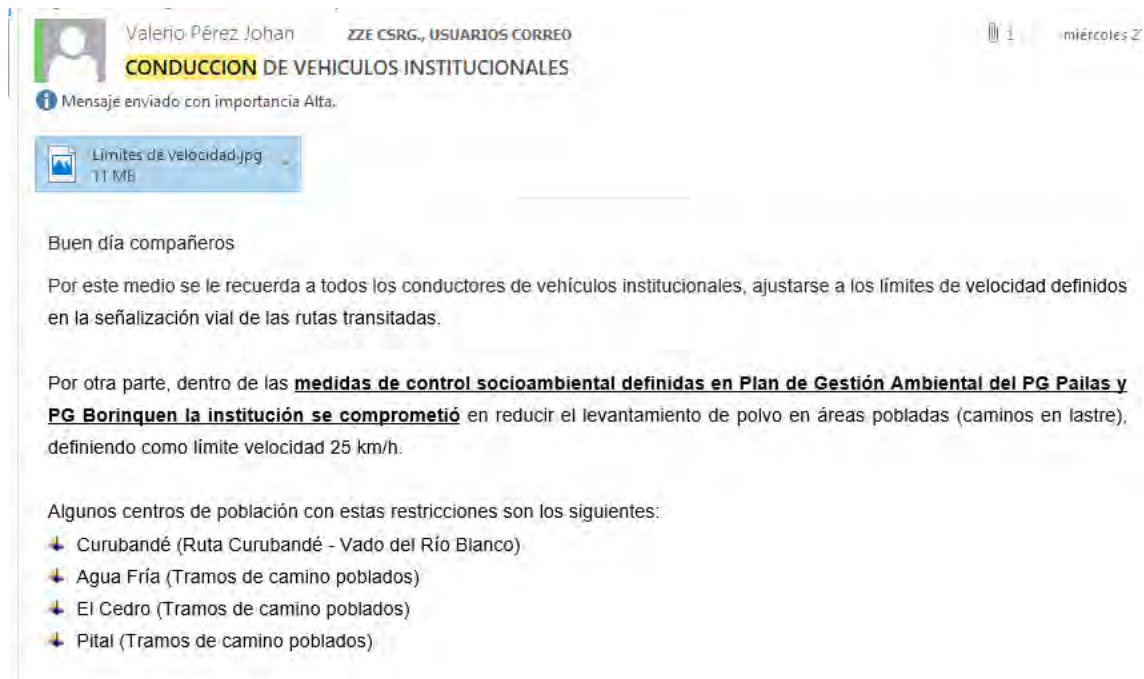 Valerio Pérez Johan ZZE CSRG., USUARIOS CORREO 1 miércoles 2
CONDUCCION DE VEHICULOS INSTITUCIONALES
Mensaje enviado con importancia Alta.
Limites de velocidad.jpg
11 MB
Buen día compañeros
Por este medio se le recuerda a todos los conductores de vehículos institucionales, ajustarse a los límites de velocidad definidos
en la señalización vial de las rutas transitadas.
Por otra parte, dentro de las medidas de control socioambiental definidas en Plan de Gestión Ambiental del PG Pailas y
PG Borinquen la institución se comprometió en reducir el levantamiento de polvo en áreas pobladas (caminos en lastre),
definiendo como límite velocidad 25 km/h.
Algunos centros de población con estas restricciones son los siguientes:
Curubandé (Ruta Curubandé - Vado del Río Blanco)
Agua Fría (Tramos de camino poblados)
El Cedro (Tramos de camino poblados)
Pital (Tramos de camino poblados)